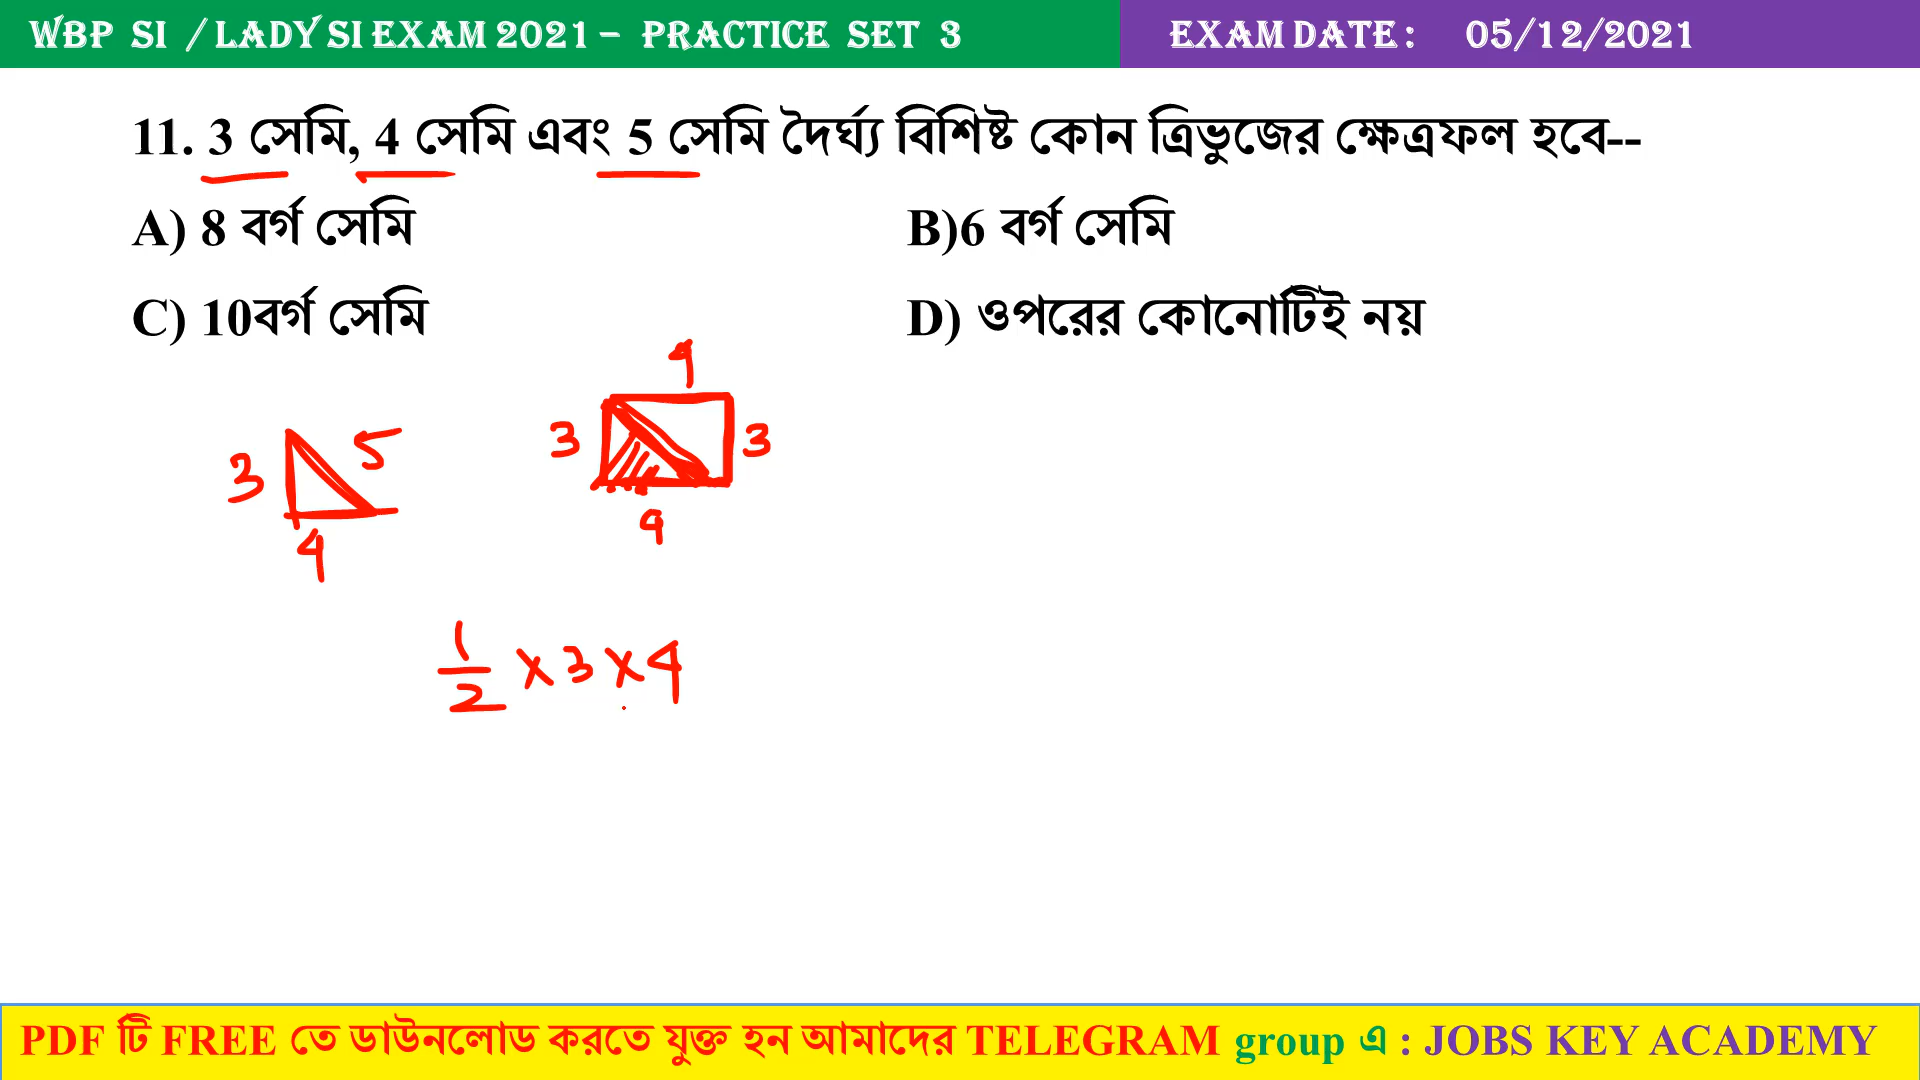 WBP SI / LADY SI EXAM 2021 – PRACTICE SET 3 EXAM DATE : 05/12/2021
11. 3 সেমি, 4 সেমি এবং 5 সেমি দৈর্ঘ্য বিশিষ্ট কোন ত্রিভুজের ক্ষেত্রফল হবে--
A) 8 বর্গ সেমি B)6 বর্গ সেমি
C) 10বর্গ সেমি D) ওপরের কোনোটিই নয়
4
3 5 3 3
4 4
1/2 × 3 × 4
PDF টি FREE তে ডাউনলোড করতে যুক্ত হন আমাদের TELEGRAM group এ : JOBS KEY ACADEMY